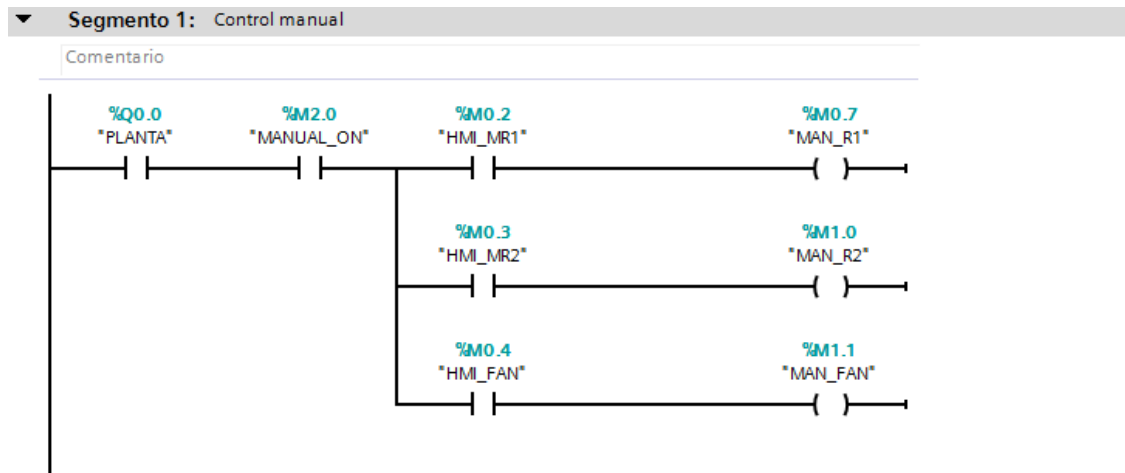 Segmento 1: Control manual
Comentario
%Q0.0 %M2.0 %M0.2 %M0.7
"PLANTA" "MANUAL_ON" "HMI_MR1" "MAN_R1"
%M0.3 %M1.0
"HMI_MR2" "MAN_R2"
%M0.4 %M1.1
"HMI_FAN" "MAN_FAN"